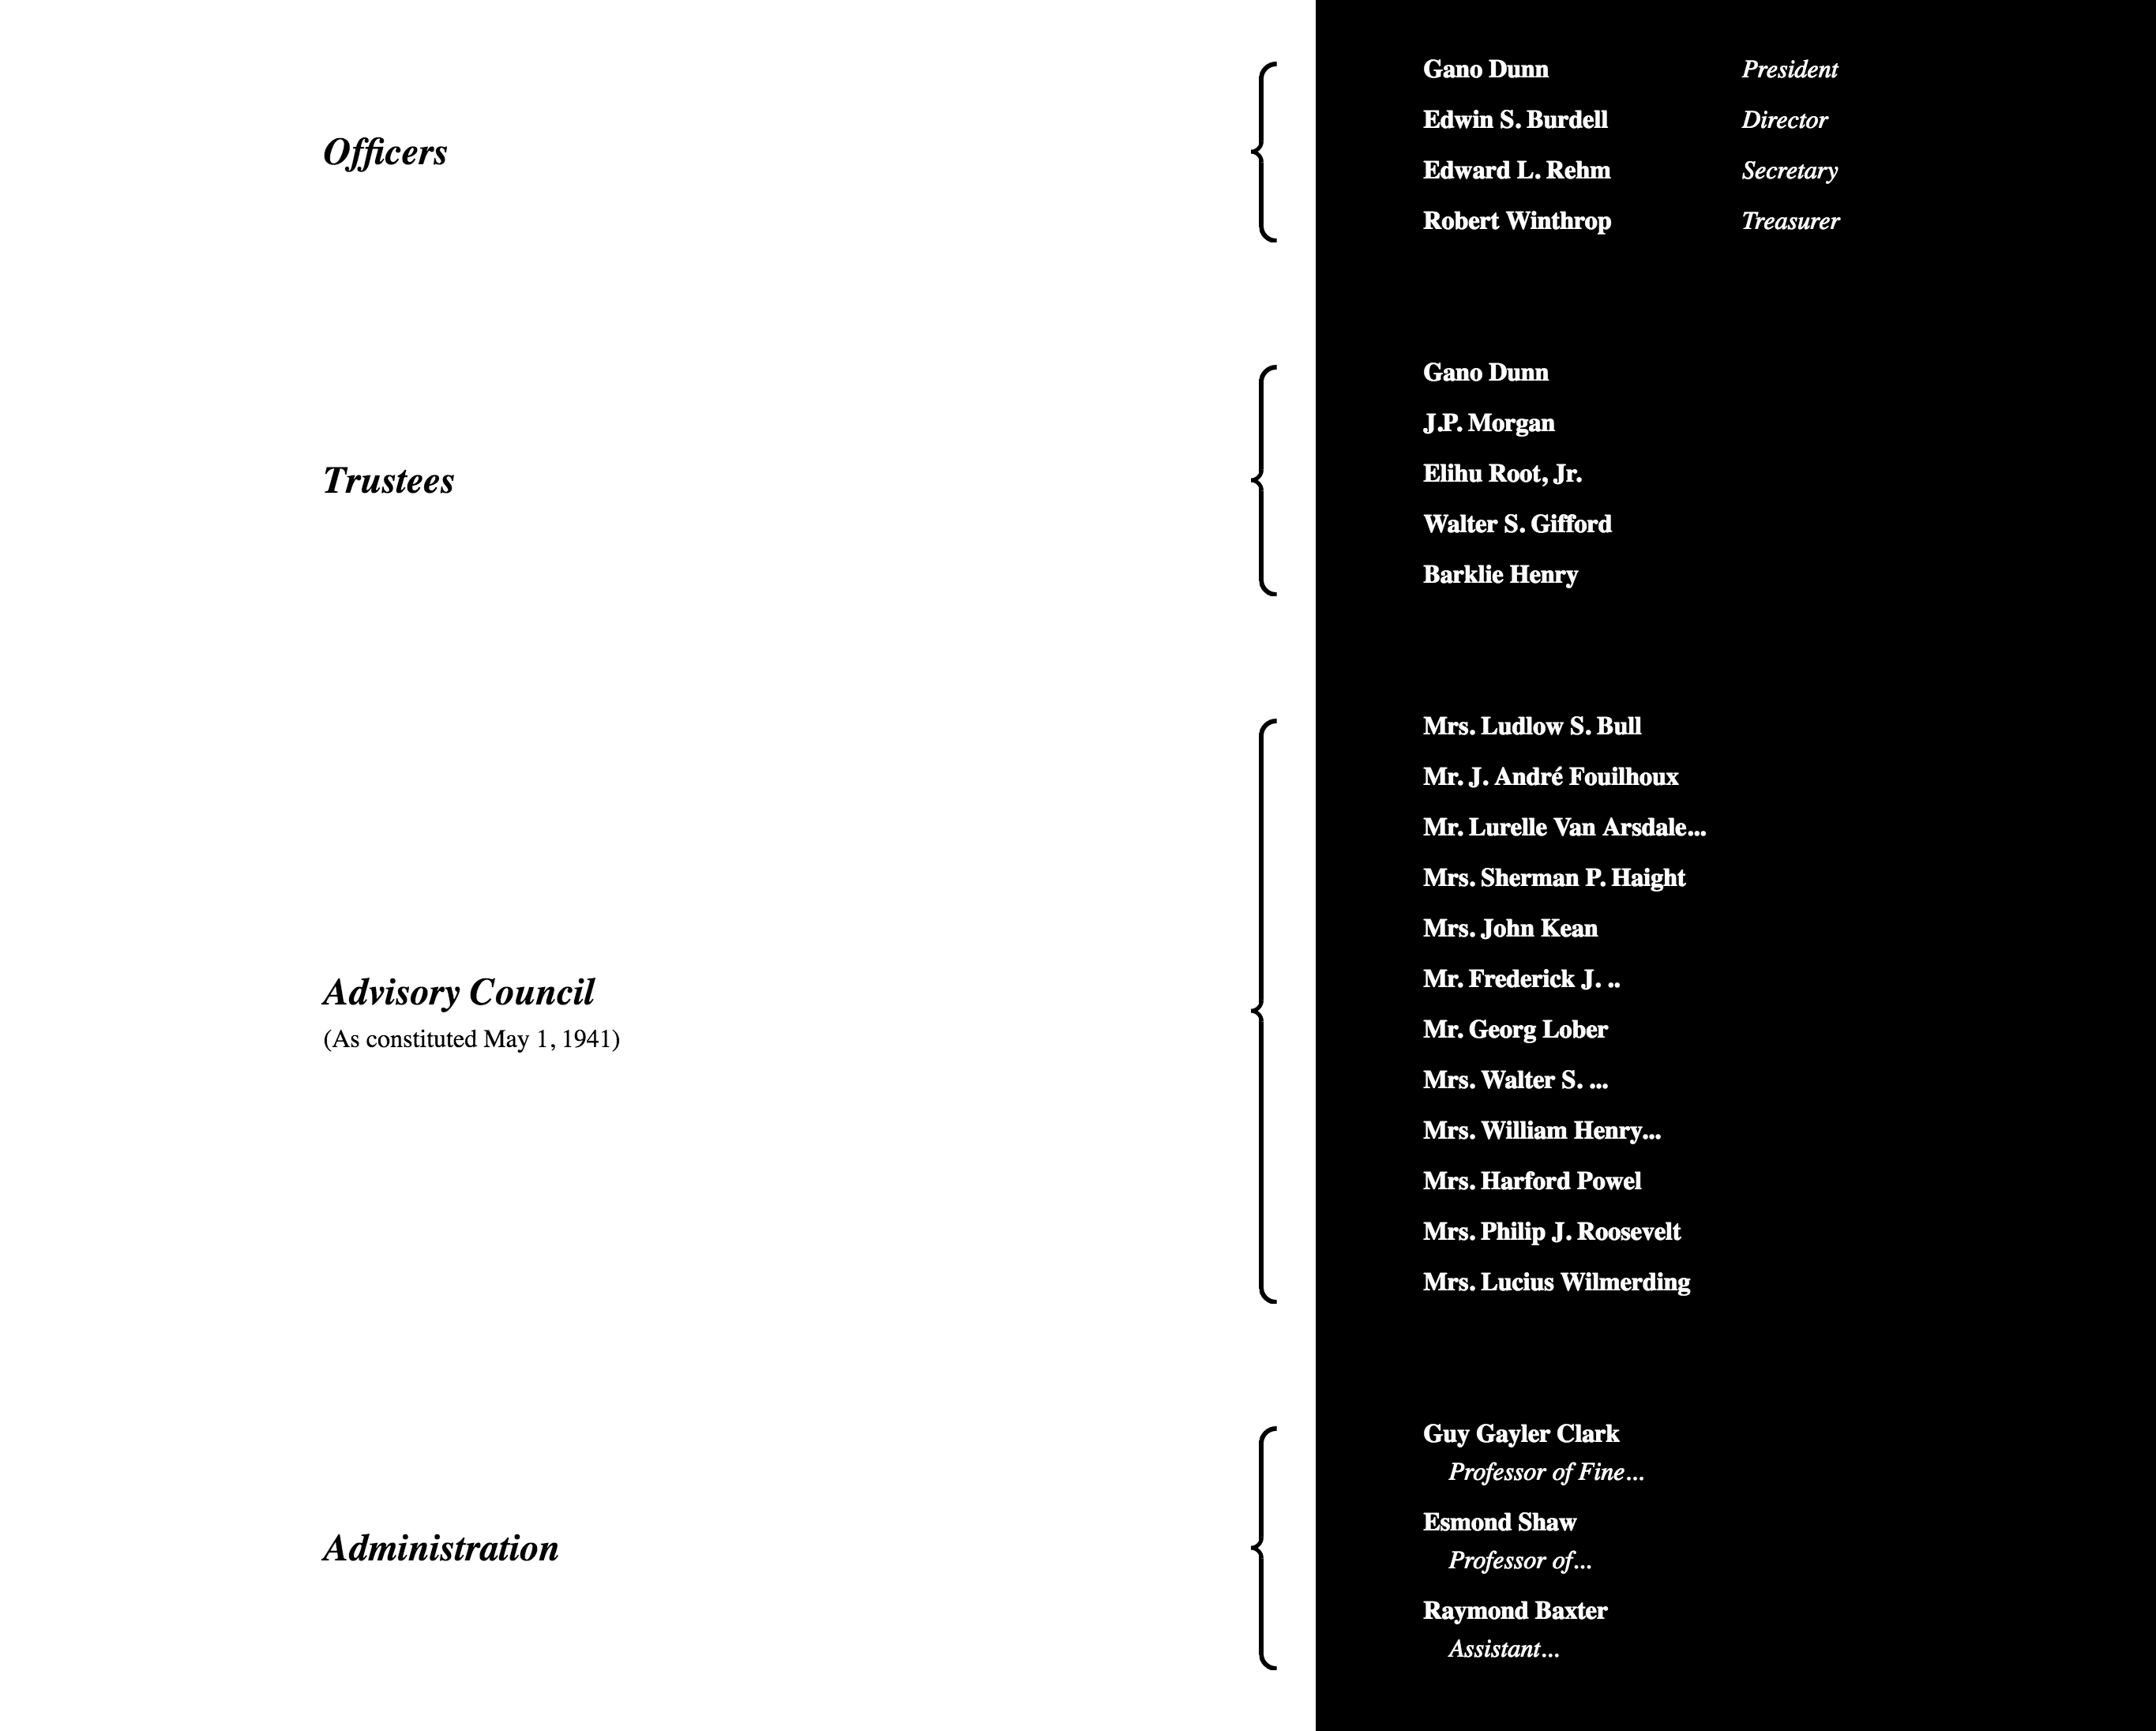 Officers
Gano Dunn President
Edwin S. Burdell Director
Edward L. Rehm Secretary
Robert Winthrop Treasurer
Trustees
Gano Dunn
J.P. Morgan
Elihu Root, Jr.
Walter S. Gifford
Barklie Henry
Advisory Council
(As constituted May 1, 1941)
Mrs. Ludlow S. Bull
Mr. J. André Fouilhoux
Mr. Lurelle Van Arsdale...
Mrs. Sherman P. Haight
Mrs. John Kean
Mr. Frederick J. ..
Mr. Georg Lober
Mrs. Walter S. ...
Mrs. William Henry...
Mrs. Harford Powel
Mrs. Philip J. Roosevelt
Mrs. Lucius Wilmerding
Administration
Guy Gayler Clark
Professor of Fine...
Esmond Shaw
Professor of...
Raymond Baxter
Assistant...